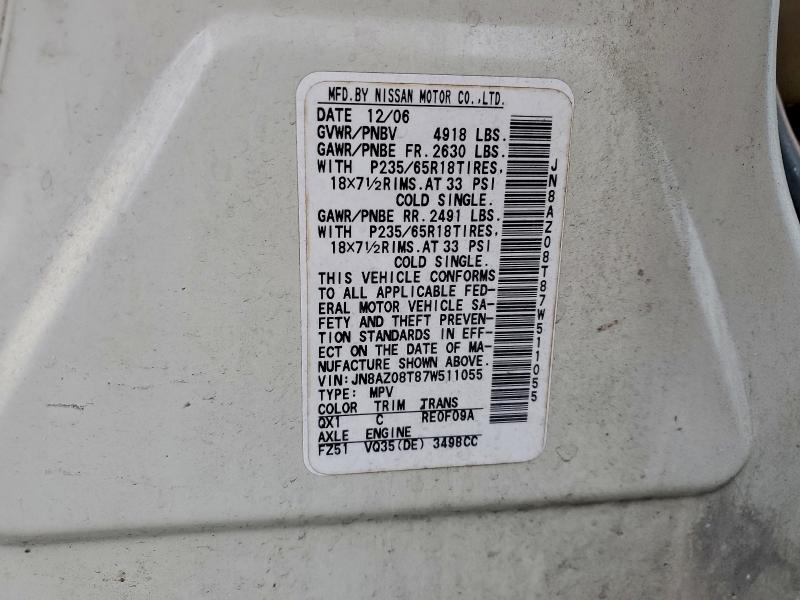 MFD.BY NISSAN MOTOR CO.,LTD.
DATE 12/06
GVWR/PNBV 4918 LBS.
GAWR/PNBE FR.2630 LBS.
WITH P235/65R18TIRES,
18×7½RIMS.AT 33 PSI
COLD SINGLE.
GAWR/PNBE RR.2491 LBS.
WITH P235/65R18TIRES,
18×7½RIMS.AT 33 PSI
COLD SINGLE.
THIS VEHICLE CONFORMS
TO ALL APPLICABLE FED-
ERAL MOTOR VEHICLE SA-
FETY AND THEFT PREVEN-
TION STANDARDS IN EFF-
ECT ON THE DATE OF MA-
NUFACTURE SHOWN ABOVE.
VIN:JN8AZ08T87W511055
TYPE: MPV
COLOR TRIM TRANS
QX1 C RE0F09A
AXLE ENGINE
FZ51 VQ35(DE) 3498CC
JN8AZ08T87W511055